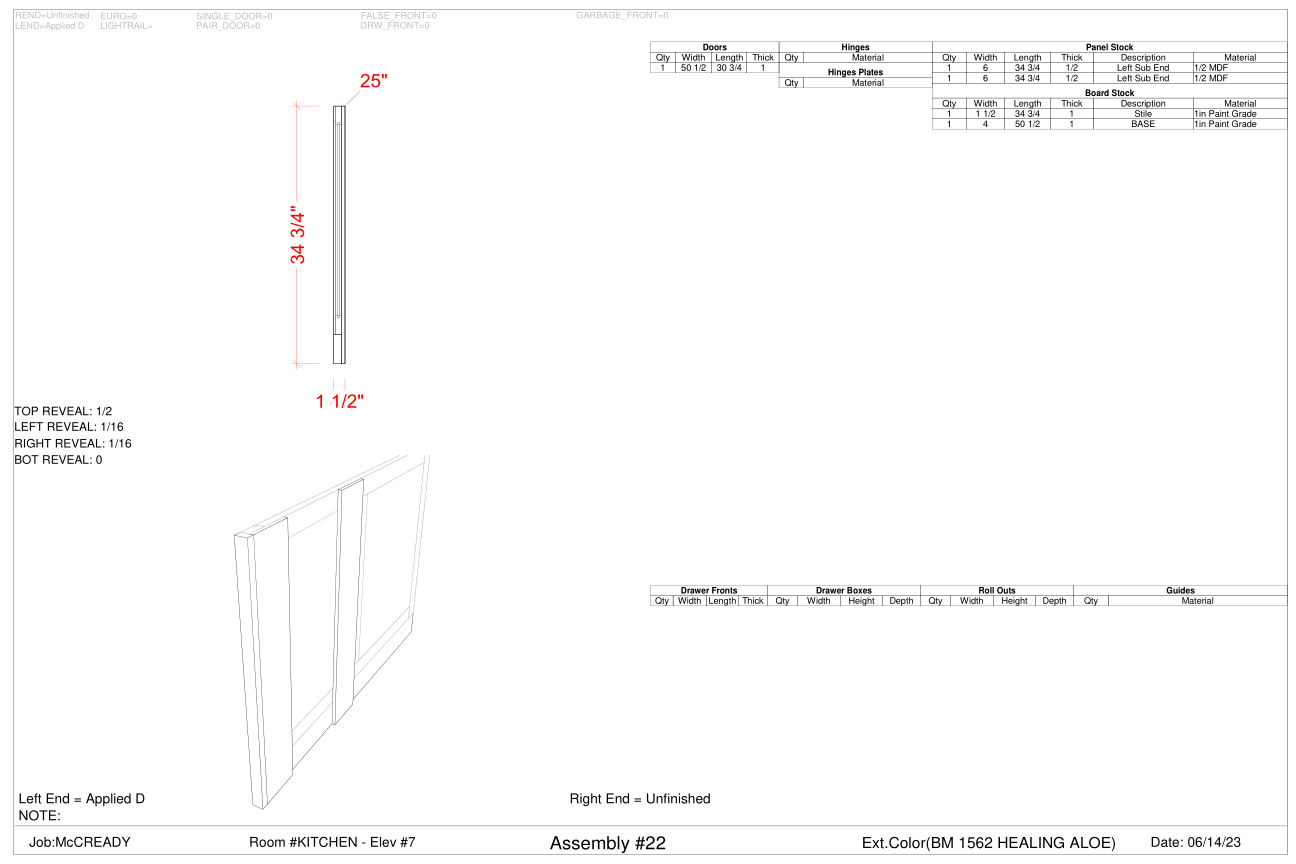 REND=Unfinished EURO=0 SINGLE_DOOR=0 FALSE_FRONT=0 GARBAGE_FRONT=0
LEND=Applied D LIGHTRAIL= PAIR_DOOR=0 DRW_FRONT=0
Doors Hinges Panel Stock
Qty Width Length Thick Qty Material Qty Width Length Thick Description Material
1 50 1/2 30 3/4 1 1 6 34 3/4 1/2 Left Sub End 1/2 MDF
Hinges Plates 1 6 34 3/4 1/2 Left Sub End 1/2 MDF
Qty Material
Board Stock
Qty Width Length Thick Description Material
1 1 1/2 34 3/4 1 Stile 1in Paint Grade
1 4 50 1/2 1 BASE 1in Paint Grade
25"
34 3/4"
1 1/2"
TOP REVEAL: 1/2
LEFT REVEAL: 1/16
RIGHT REVEAL: 1/16
BOT REVEAL: 0
Drawer Fronts Drawer Boxes Roll Outs Guides
Qty Width Length Thick Qty Width Height Depth Qty Width Height Depth Qty Material
Left End = Applied D Right End = Unfinished
NOTE:
Job:McCREADY Room #KITCHEN - Elev #7 Assembly #22 Ext.Color(BM 1562 HEALING ALOE) Date: 06/14/23